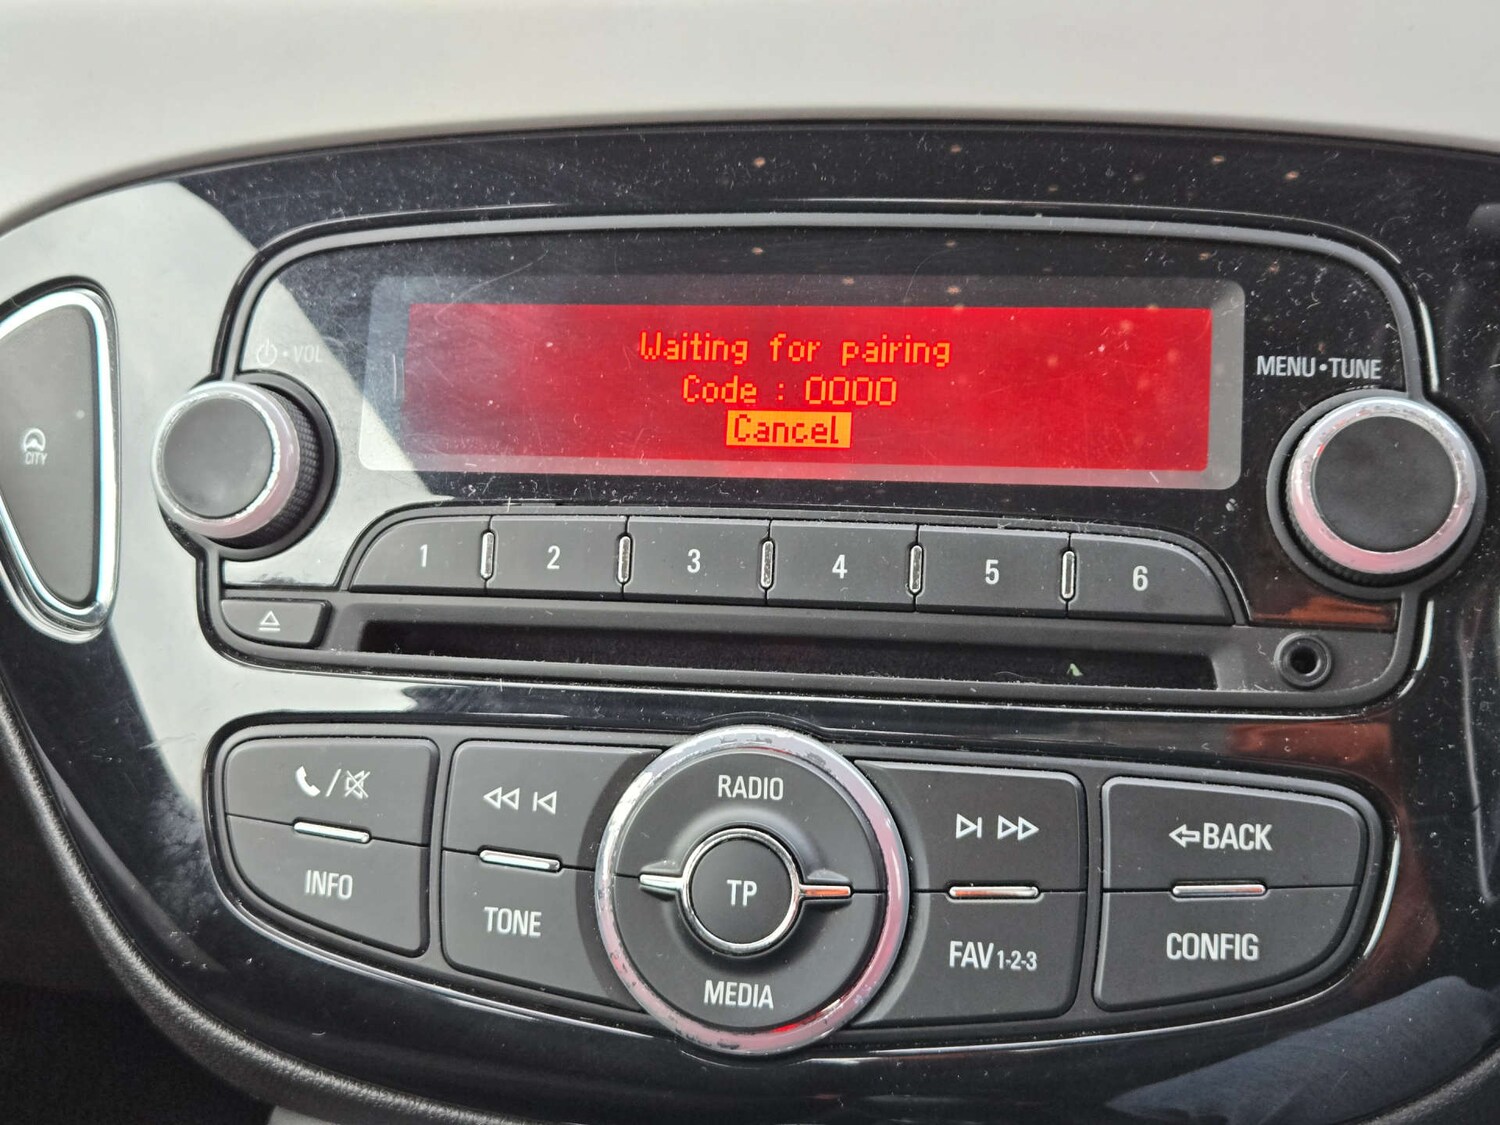 Waiting for pairing
Code : 0000
Cancel
VOL
MENU•TUNE
CITY
1 2 3 4 5 6
RADIO
BACK
INFO
TONE
TP
FAV 1-2-3
CONFIG
MEDIA